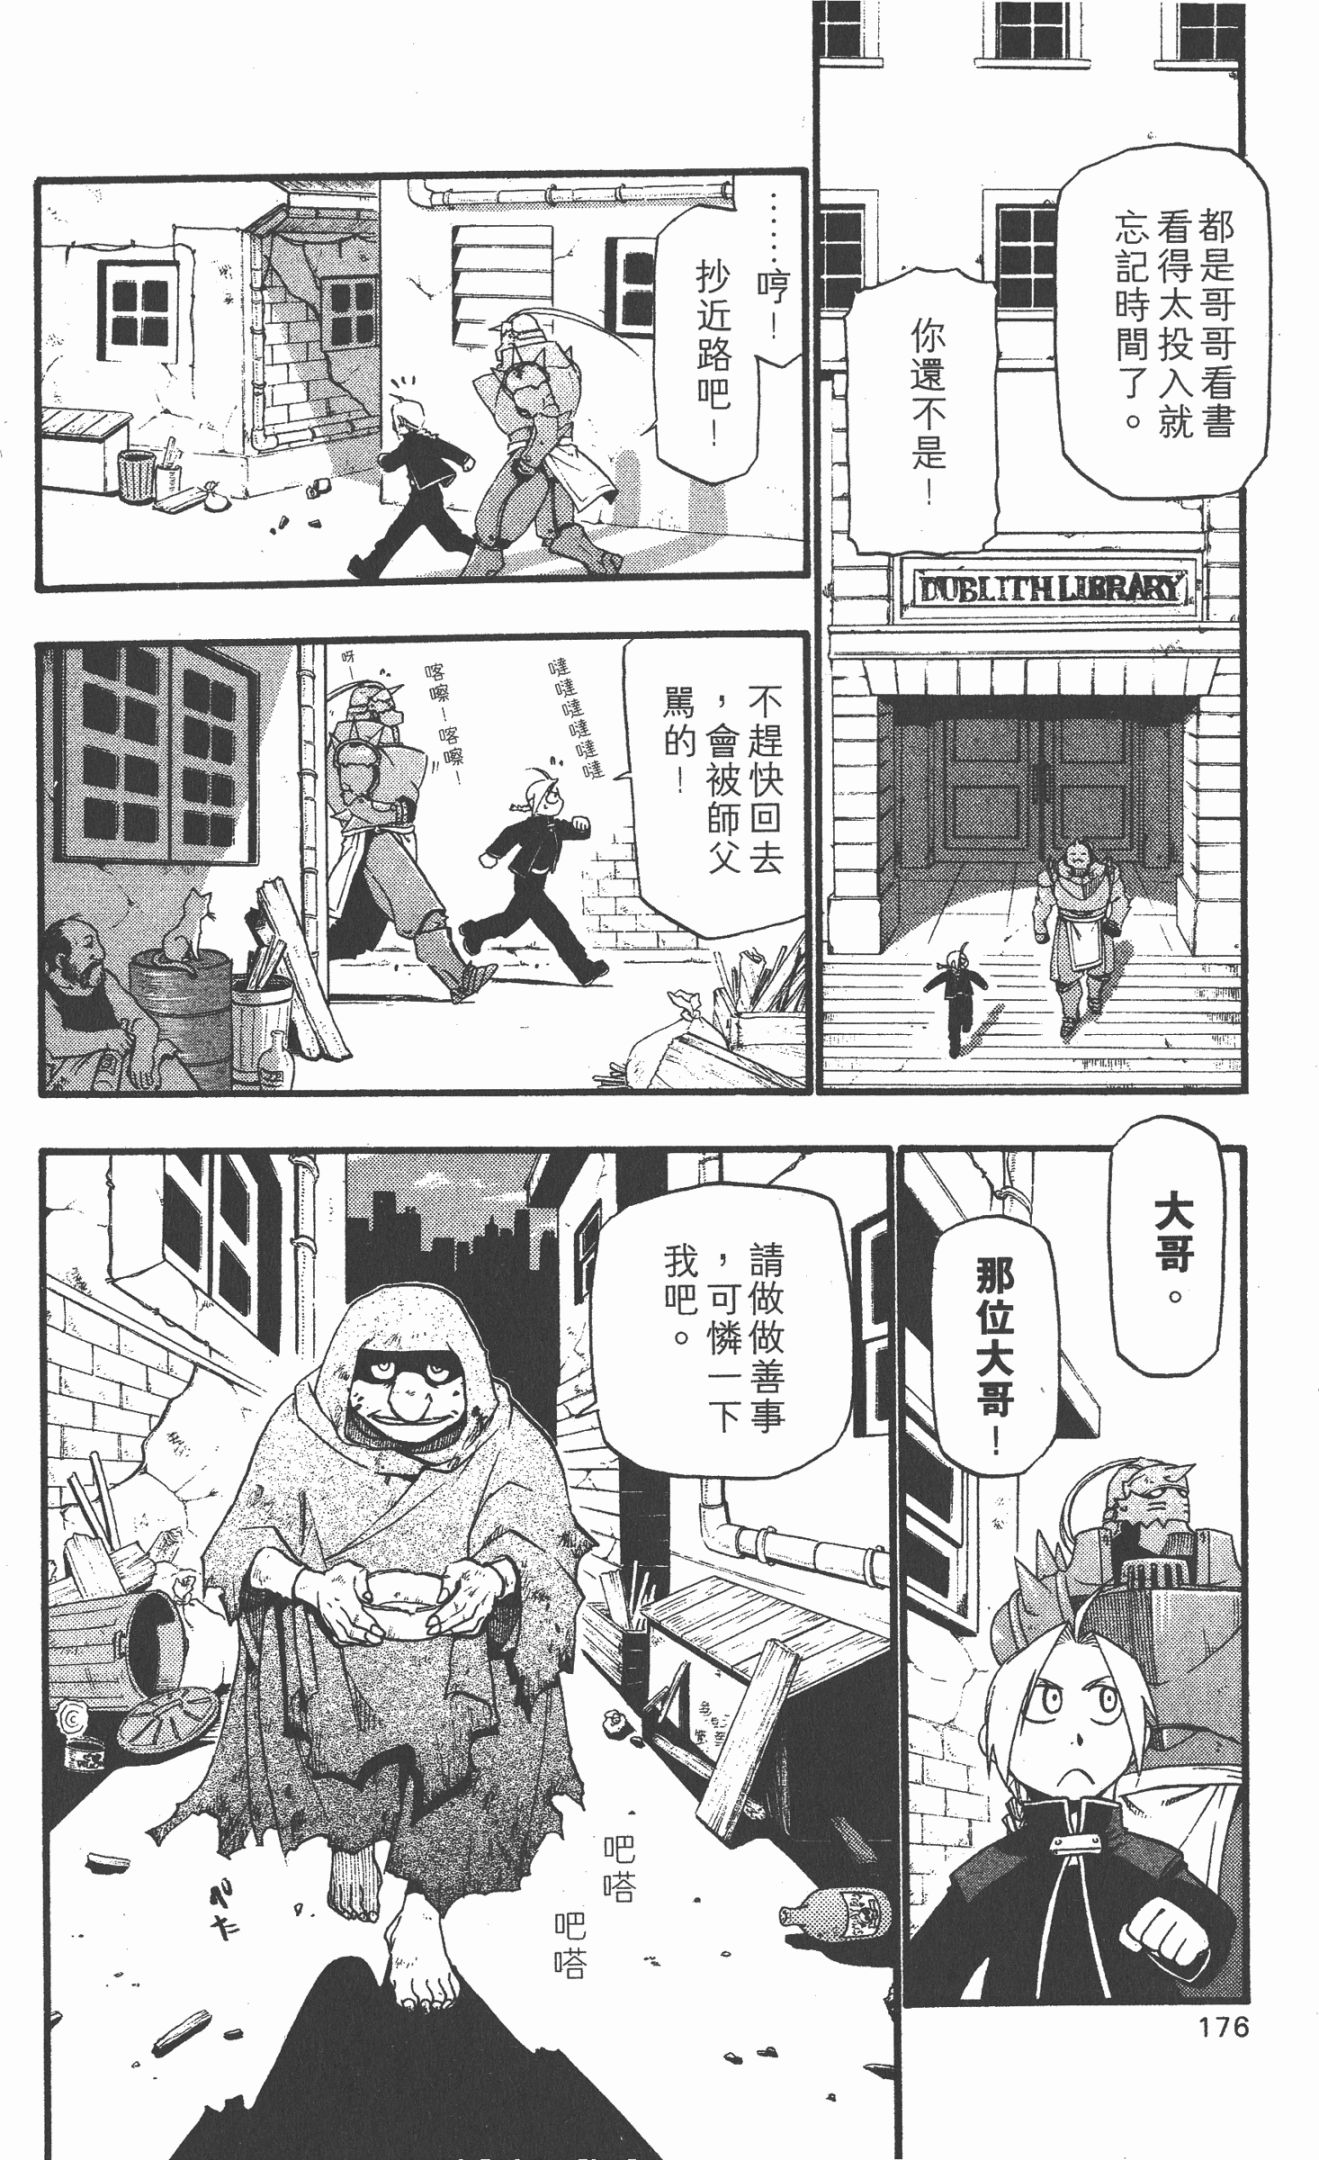 都是哥哥看書
看得太投入就
忘記時間了。
你還不是！
DUBLITH LIBRARY
………哼！
抄近路吧！
不趕快回去
，會被師父
罵的！
噠噠噠噠噠噠
喀嚓！喀嚓！
呀！
大哥。
那位大哥！
請做做善事
，可憐一下
我吧。
吧嗒
吧嗒
176